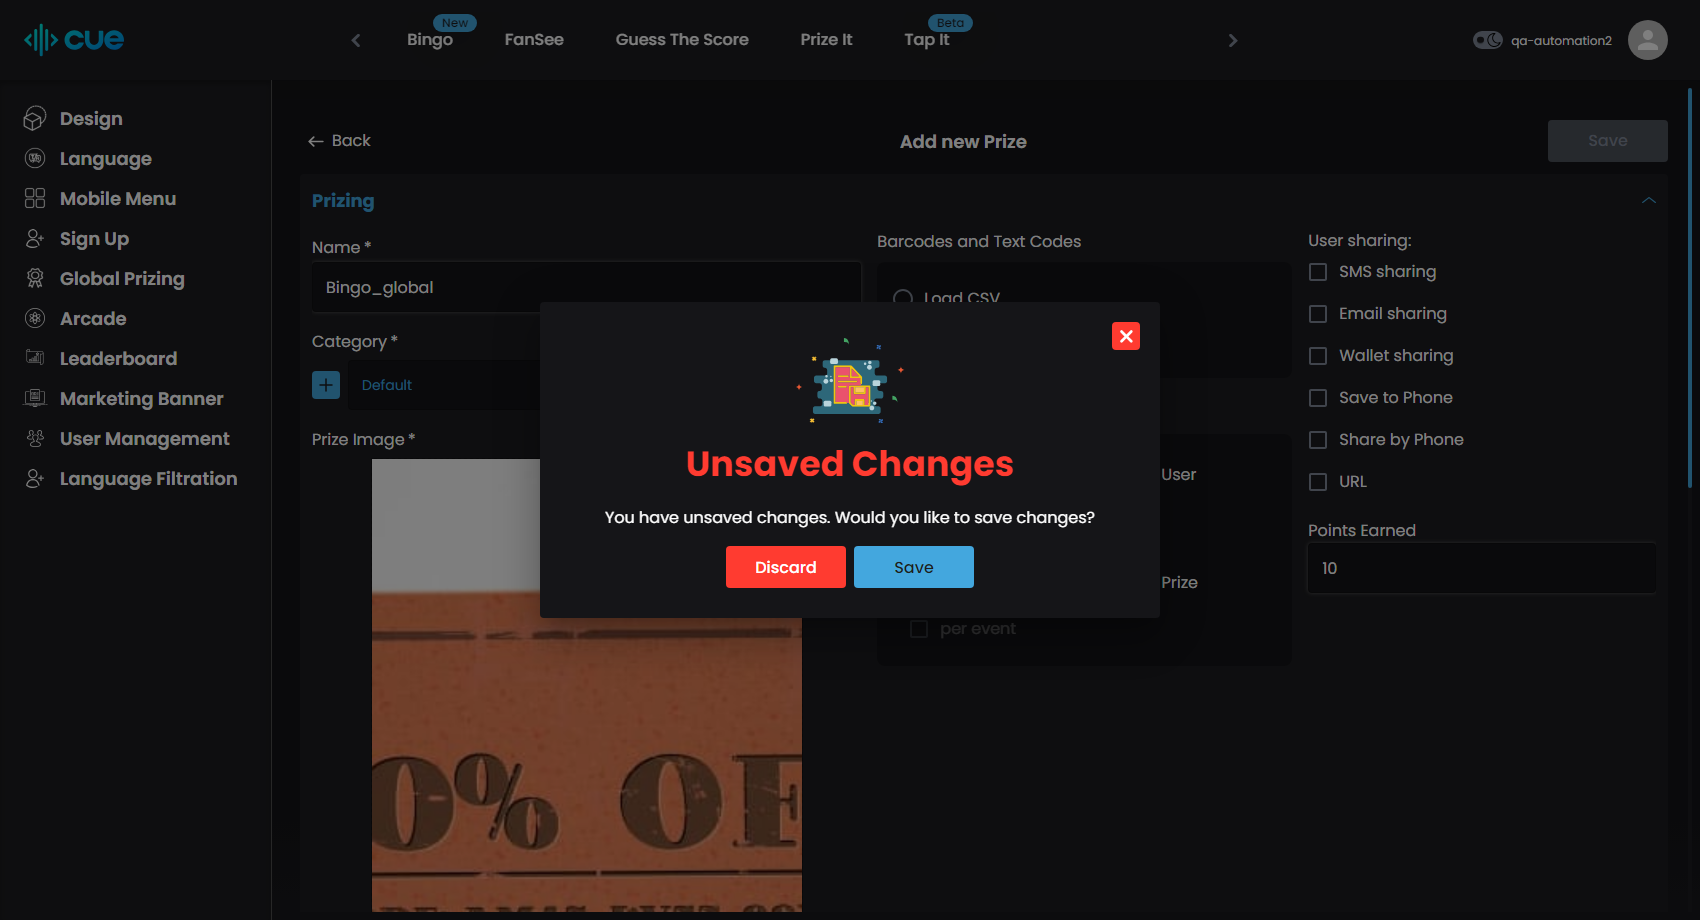 cue
Bingo
New
FanSee
Guess The Score
Prize It
Tap It
Beta
qa-automation2
Design
Language
Mobile Menu
Sign Up
Global Prizing
Arcade
Leaderboard
Marketing Banner
User Management
Language Filtration
Back
Add new Prize
Save
Prizing
Name *
Bingo_global
Category *
Default
Prize Image *
0% OF
Barcodes and Text Codes
Load CSV
User
Prize
per event
User sharing:
SMS sharing
Email sharing
Wallet sharing
Save to Phone
Share by Phone
URL
Points Earned
10
Unsaved Changes
You have unsaved changes. Would you like to save changes?
Discard
Save